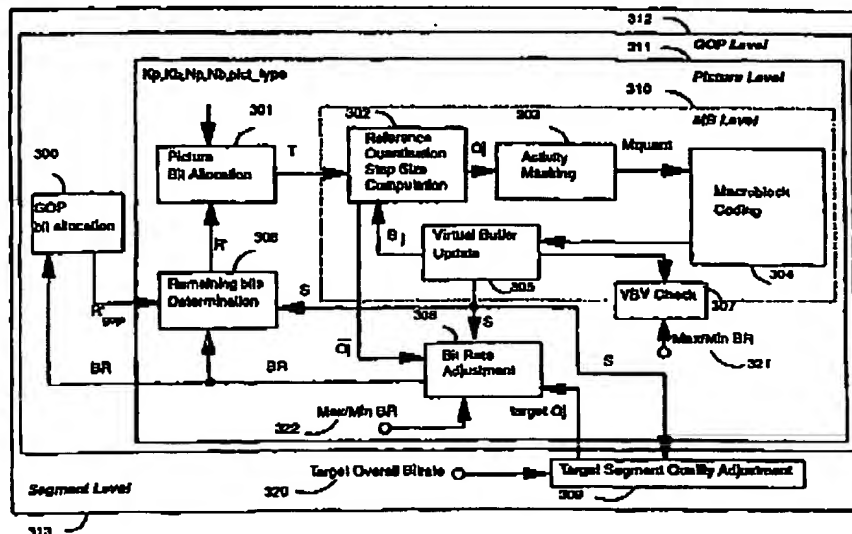 312
GOP Level
311
Kp,Kb,Np,Nb,pict_type
Picture Level
310
MB Level
301
302
303
Picture
Bit Allocation
T
Reference
Quantisation
Step Size
Computation
Qj
Activity
Masking
Mquant
Macroblock
Coding
304
300
GOP
bit allocation
R
306
Bj
Virtual Buffer
Update
305
Remaining bits
Determination
S
VBV Check
307
R'gop
308
S
Qj
Bit Rate
Adjustment
S
Max/Min BR
321
BR
BR
Max/Min BR
322
target Qj
Target Overall Bitrate
320
Target Segment Quality Adjustment
309
Segment Level
313